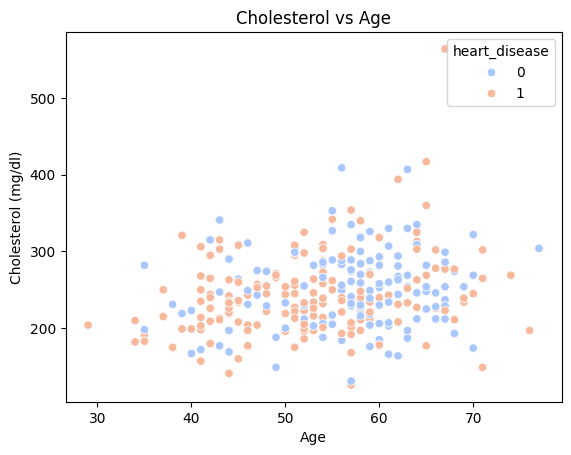 Cholesterol vs Age
heart_disease
0
1
500
400
300
200
Cholesterol (mg/dl)
30 40 50 60 70
Age